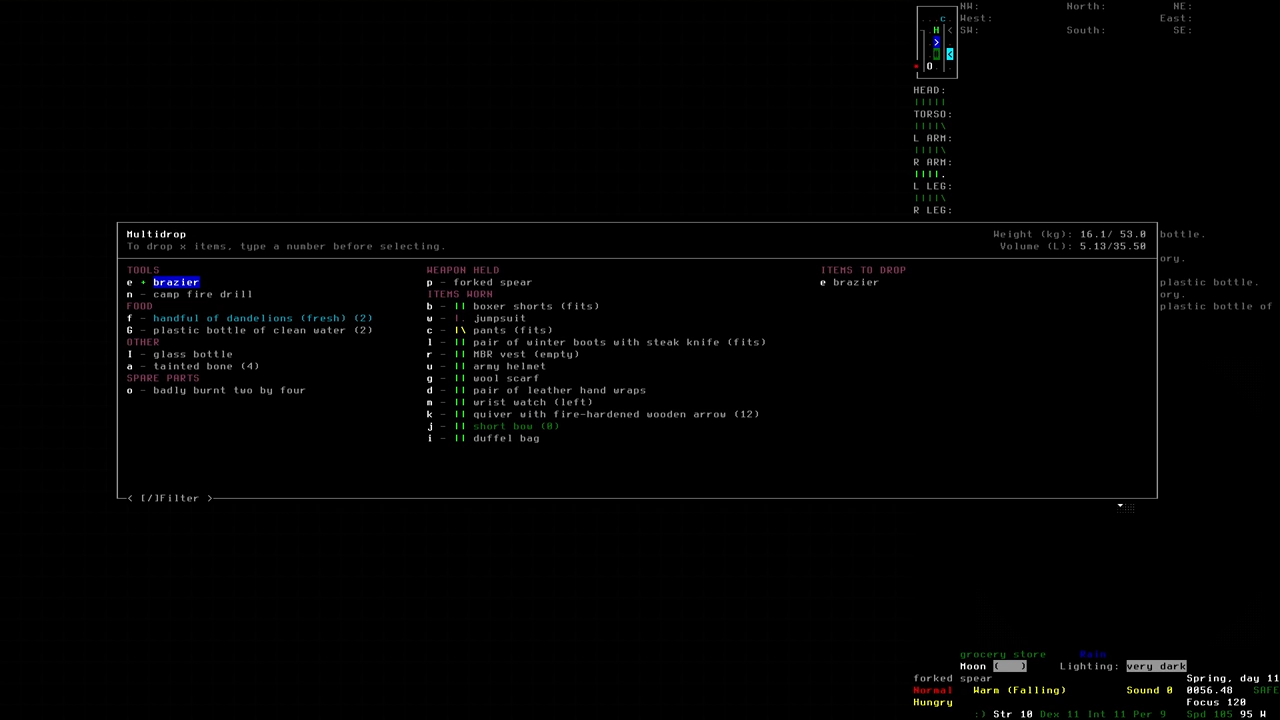 NW: North: NE:
...c.
West: East:
H < SW: South: SE:
>
<
O
HEAD:
|||||
TORSO:
||||\
L ARM:
||||\
R ARM:
||||.
L LEG:
||||\
R LEG:
Multidrop Weight (kg): 16.1/ 53.0 bottle.
To drop x items, type a number before selecting. Volume (L): 5.13/35.50
ory.
TOOLS WEAPON HELD ITEMS TO DROP
e + brazier p - forked spear e brazier plastic bottle.
n - camp fire drill ITEMS WORN ory.
FOOD b - || boxer shorts (fits) plastic bottle of
f - handful of dandelions (fresh) (2) w - |. jumpsuit
G - plastic bottle of clean water (2) c - |\ pants (fits)
OTHER l - || pair of winter boots with steak knife (fits)
I - glass bottle r - || MBR vest (empty)
a - tainted bone (4) u - || army helmet
SPARE PARTS g - || wool scarf
o - badly burnt two by four d - || pair of leather hand wraps
m - || wrist watch (left)
k - || quiver with fire-hardened wooden arrow (12)
j - || short bow (0)
i - || duffel bag
< [/]Filter >
grocery store Rain
Moon ( ) Lighting: very dark
forked spear Spring, day 11
Normal Warm (Falling) Sound 0 0056.48 SAFE
Hungry Focus 120
:) Str 10 Dex 11 Int 11 Per 9 Spd 105 95 W